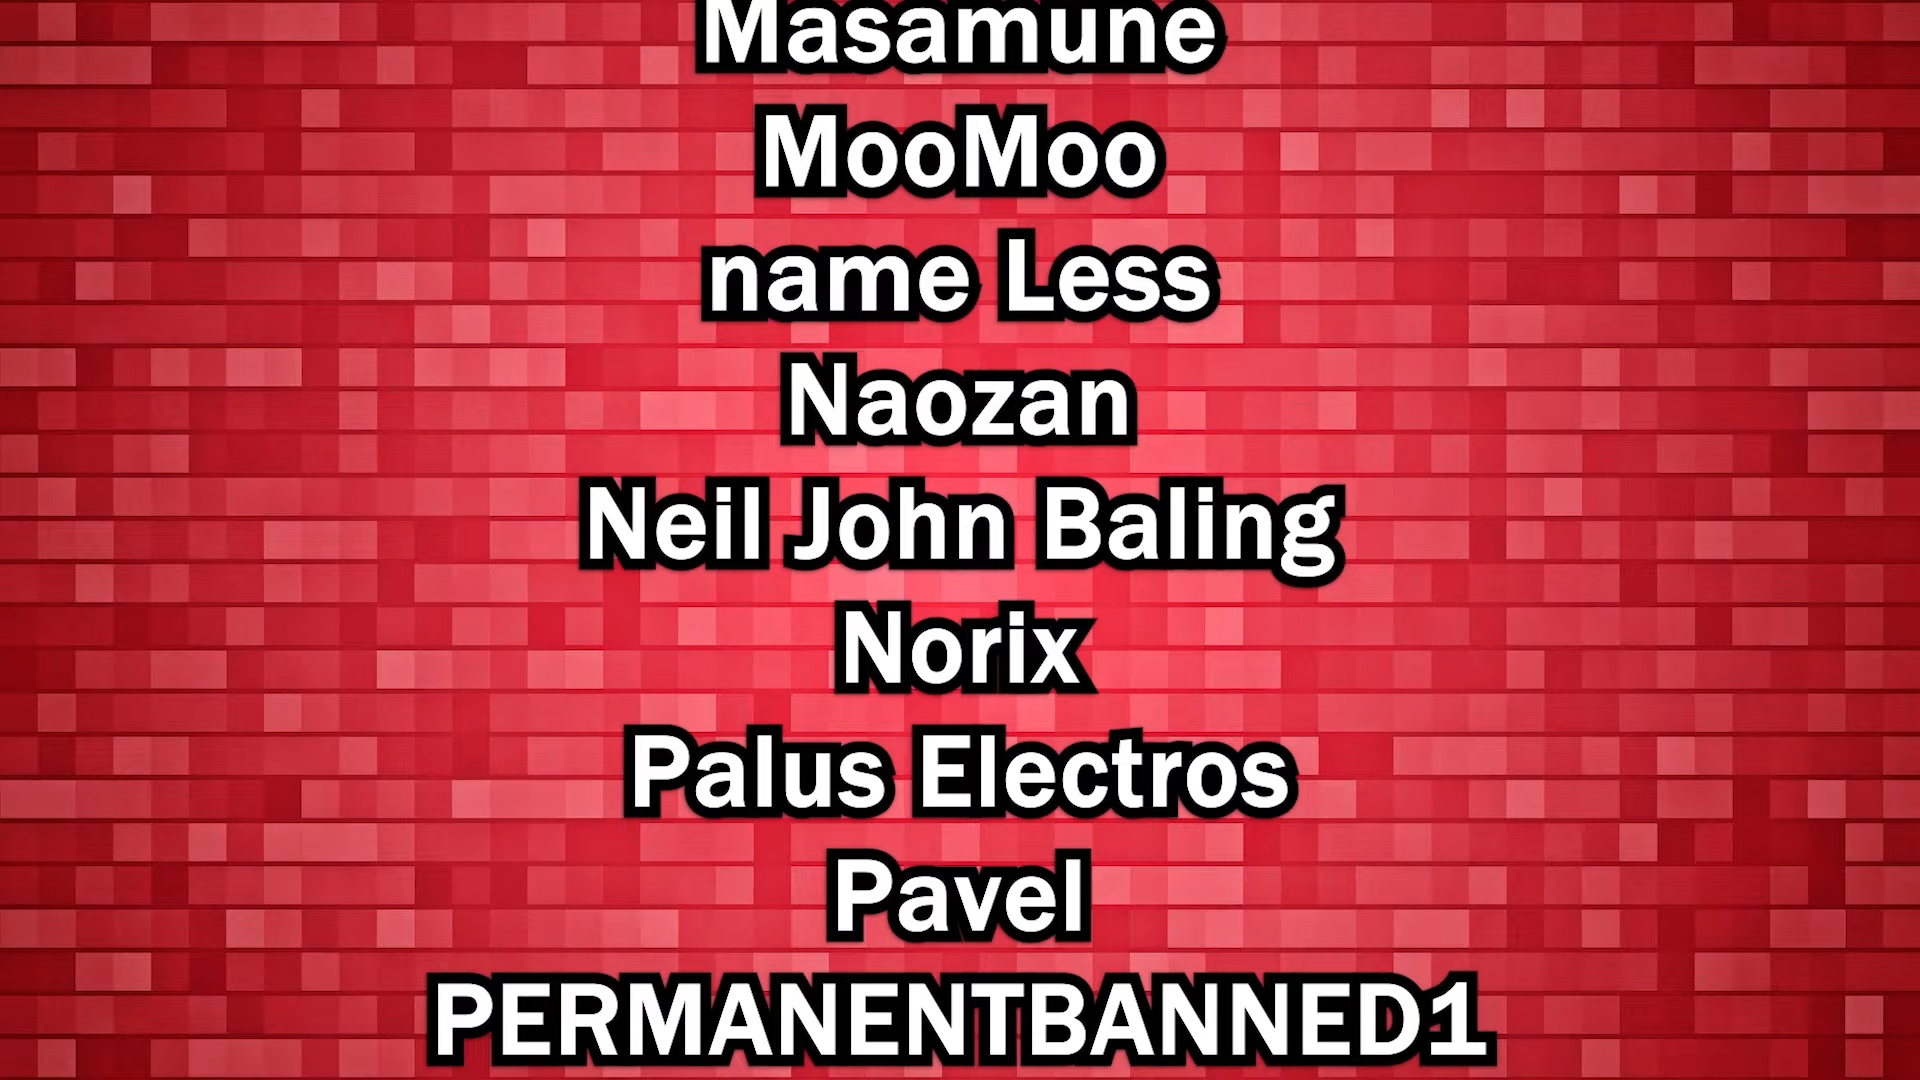 Masamune
MooMoo
name Less
Naozan
Neil John Baling
Norix
Palus Electros
Pavel
PERMANENTBANNED1